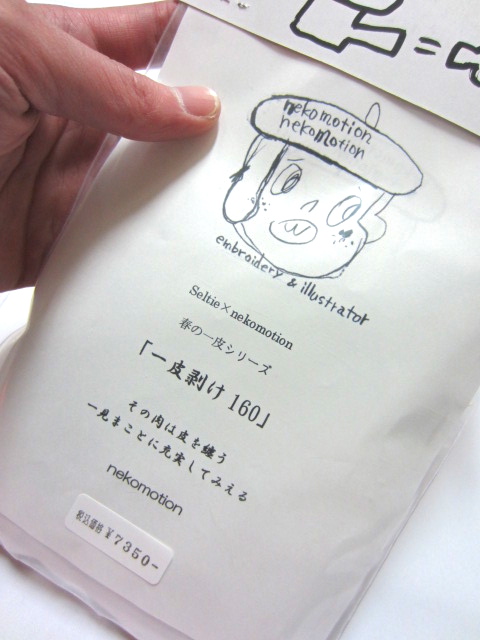 nekomotion
nekomotion
embroidery & illustrator
Seltie×nekomotion
春の一皮シリーズ
「一皮剥け 160」
その肉は皮を纏う
一見まことに充実してみえる
nekomotion
税込価格 ¥7350-